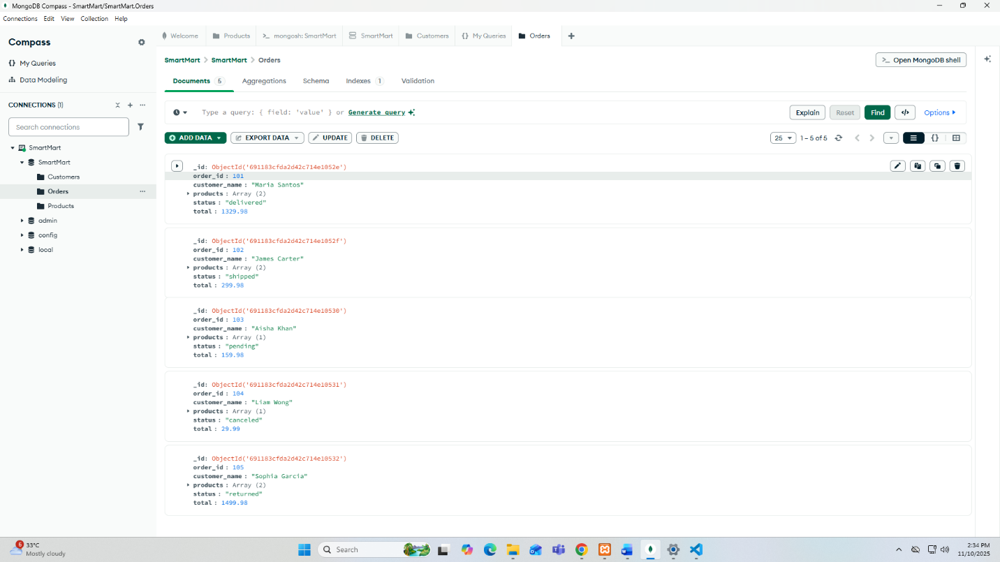 MongoDB Compass - SmartMart/SmartMart.Orders
Connections Edit View Collection Help
Compass
My Queries
Data Modeling
CONNECTIONS (1)
Search connections
SmartMart
SmartMart
Customers
Orders
Products
admin
config
local
Welcome Products mongosh: SmartMart SmartMart Customers My Queries Orders
SmartMart > SmartMart > Orders
>_ Open MongoDB shell
Documents 5 Aggregations Schema Indexes 1 Validation
Type a query: { field: 'value' } or Generate query
Explain Reset Find </> Options
ADD DATA EXPORT DATA UPDATE DELETE
25 1 – 5 of 5
_id: ObjectId('691183cfda2d42c714e1052e')
order_id : 101
customer_name : "Maria Santos"
products : Array (2)
status : "delivered"
total : 1329.98
_id: ObjectId('691183cfda2d42c714e1052f')
order_id : 102
customer_name : "James Carter"
products : Array (2)
status : "shipped"
total : 299.98
_id: ObjectId('691183cfda2d42c714e10530')
order_id : 103
customer_name : "Aisha Khan"
products : Array (1)
status : "pending"
total : 159.98
_id: ObjectId('691183cfda2d42c714e10531')
order_id : 104
customer_name : "Liam Wong"
products : Array (1)
status : "canceled"
total : 29.99
_id: ObjectId('691183cfda2d42c714e10532')
order_id : 105
customer_name : "Sophia Garcia"
products : Array (2)
status : "returned"
total : 1499.98
6
33°C
Mostly cloudy
Search
2:34 PM
11/10/2025